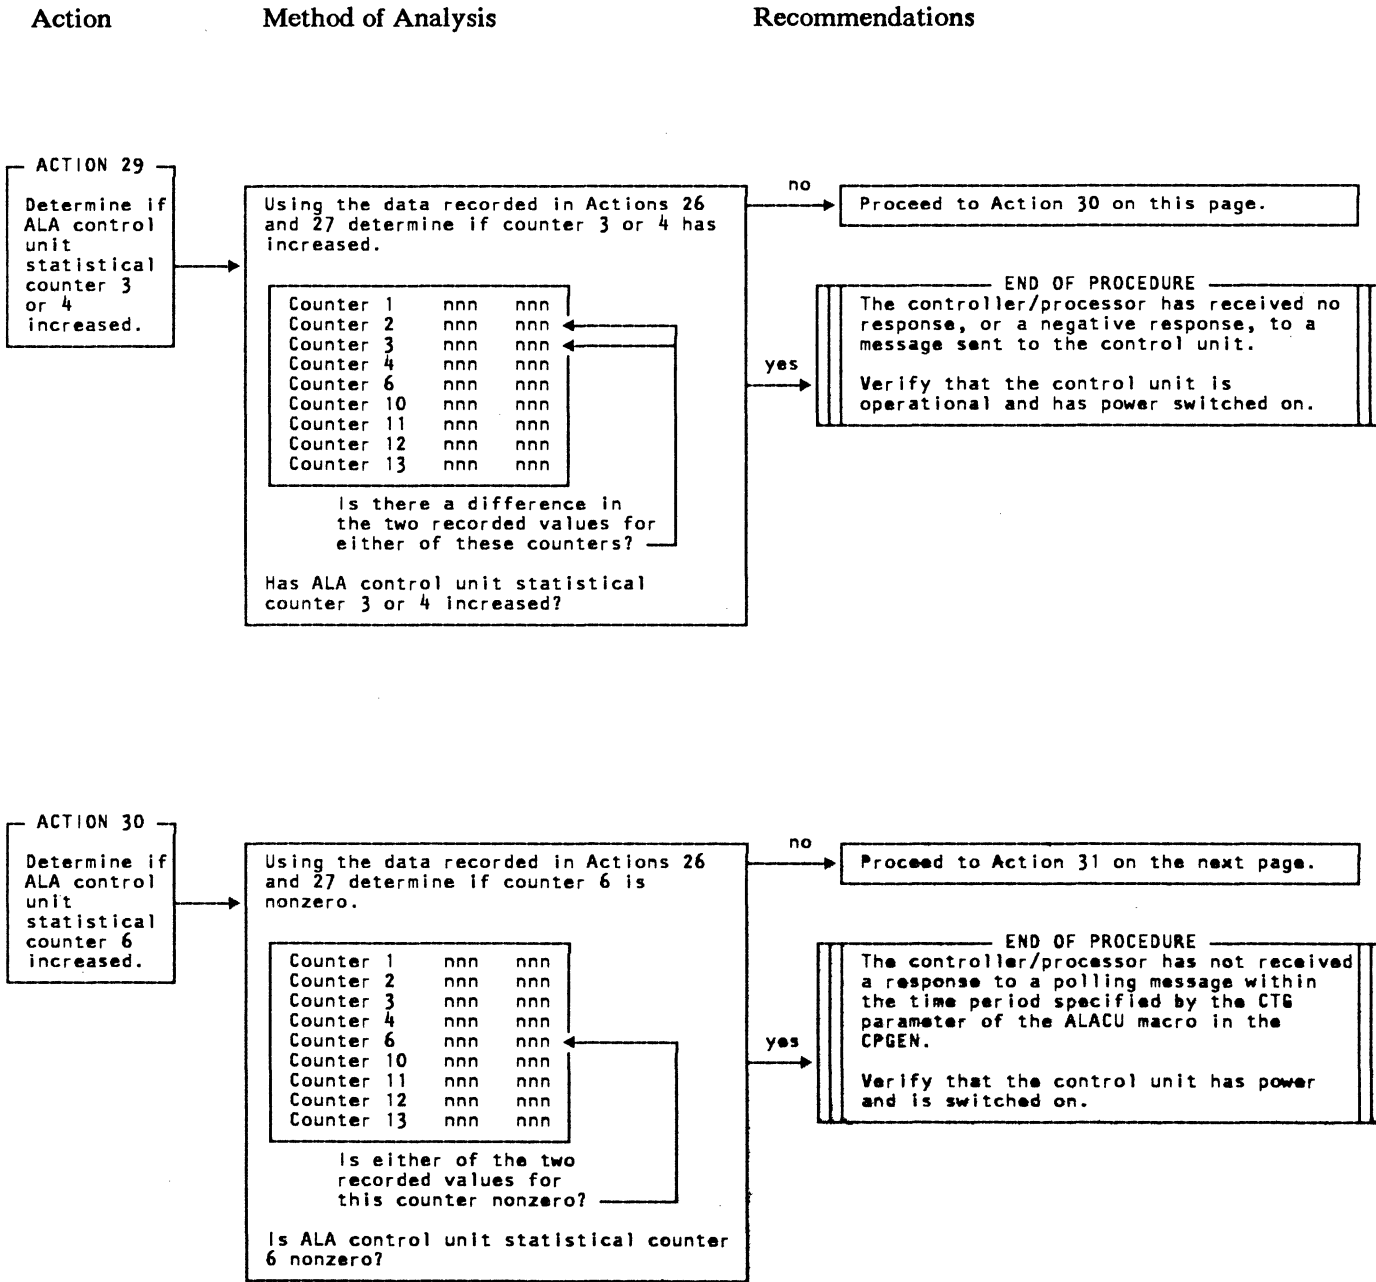 Action
Method of Analysis
Recommendations
ACTION 29
Determine if
ALA control
unit
statistical
counter 3
or 4
increased.
Using the data recorded in Actions 26
and 27 determine if counter 3 or 4 has
increased.
Counter 1 nnn nnn
Counter 2 nnn nnn
Counter 3 nnn nnn
Counter 4 nnn nnn
Counter 6 nnn nnn
Counter 10 nnn nnn
Counter 11 nnn nnn
Counter 12 nnn nnn
Counter 13 nnn nnn
Is there a difference in
the two recorded values for
either of these counters?
Has ALA control unit statistical
counter 3 or 4 increased?
no
Proceed to Action 30 on this page.
yes
END OF PROCEDURE
The controller/processor has received no
response, or a negative response, to a
message sent to the control unit.
Verify that the control unit is
operational and has power switched on.
ACTION 30
Determine if
ALA control
unit
statistical
counter 6
increased.
Using the data recorded in Actions 26
and 27 determine if counter 6 is
nonzero.
Counter 1 nnn nnn
Counter 2 nnn nnn
Counter 3 nnn nnn
Counter 4 nnn nnn
Counter 6 nnn nnn
Counter 10 nnn nnn
Counter 11 nnn nnn
Counter 12 nnn nnn
Counter 13 nnn nnn
Is either of the two
recorded values for
this counter nonzero?
Is ALA control unit statistical counter
6 nonzero?
no
Proceed to Action 31 on the next page.
yes
END OF PROCEDURE
The controller/processor has not received
a response to a polling message within
the time period specified by the CTG
parameter of the ALACU macro in the
CPGEN.
Verify that the control unit has power
and is switched on.